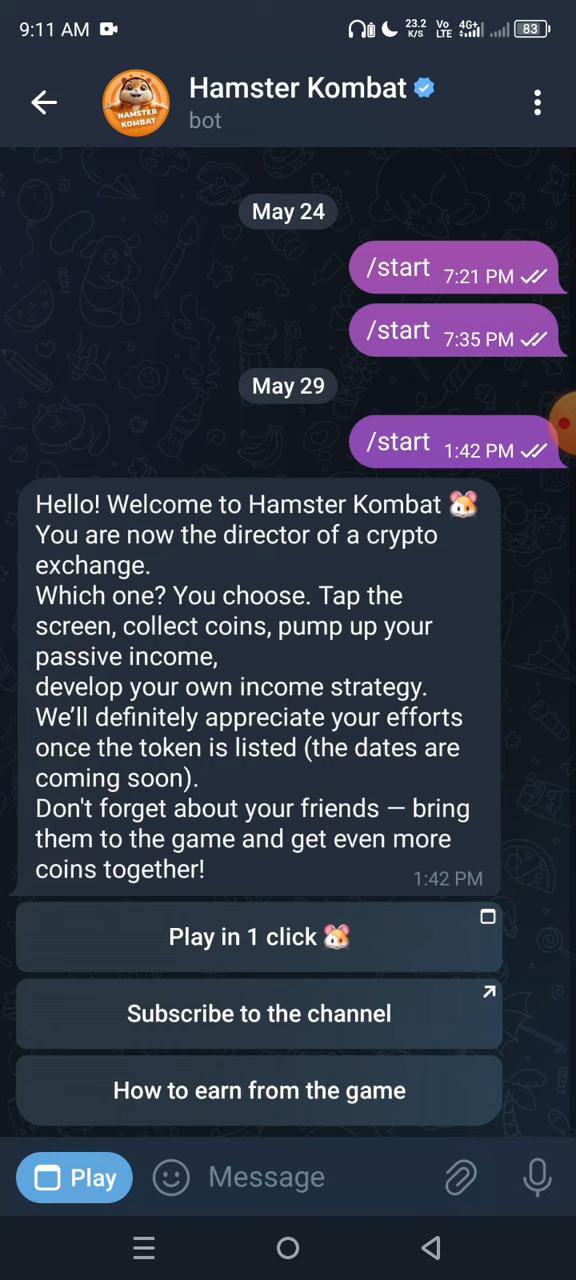 9:11 AM 23.2 K/S Vo LTE 4G+ 83
Hamster Kombat
HAMSTER
KOMBAT
bot
May 24
/start 7:21 PM
/start 7:35 PM
May 29
/start 1:42 PM
Hello! Welcome to Hamster Kombat 🐹
You are now the director of a crypto
exchange.
Which one? You choose. Tap the
screen, collect coins, pump up your
passive income,
develop your own income strategy.
We’ll definitely appreciate your efforts
once the token is listed (the dates are
coming soon).
Don't forget about your friends — bring
them to the game and get even more
coins together!
1:42 PM
Play in 1 click 🐹
Subscribe to the channel
How to earn from the game
Play Message